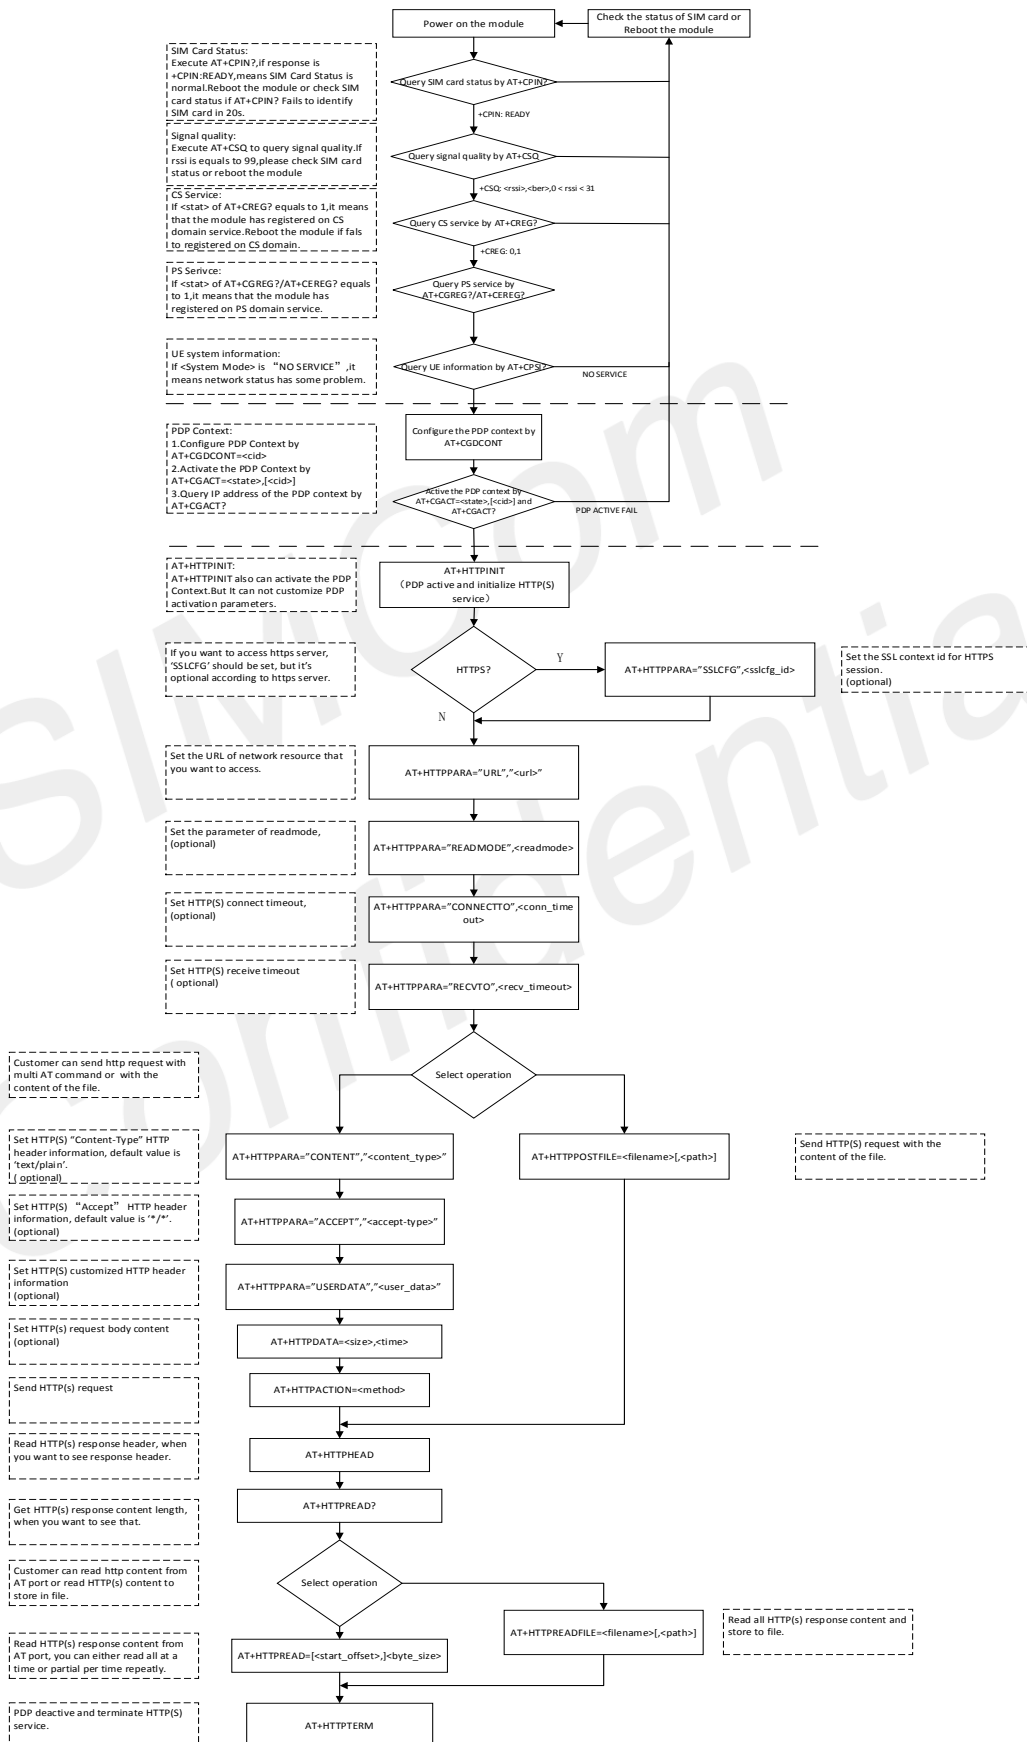 Power on the module
Check the status of SIM card or
Reboot the module
SIM Card Status:
Execute AT+CPIN?,if response is
+CPIN:READY,means SIM Card Status is
normal.Reboot the module or check SIM
card status if AT+CPIN? Fails to identify
SIM card in 20s.
Query SIM card status by AT+CPIN?
+CPIN: READY
Signal quality:
Execute AT+CSQ to query signal quality.If
rssi is equals to 99,please check SIM card
status or reboot the module
Query signal quality by AT+CSQ
+CSQ: <rssi>,<ber>,0 < rssi < 31
CS Service:
If <stat> of AT+CREG? equals to 1,it means
that the module has registered on CS
domain service.Reboot the module if fals
to registered on CS domain.
Query CS service by AT+CREG?
+CREG: 0,1
PS Serivce:
If <stat> of AT+CGREG?/AT+CEREG? equals
to 1,it means that the module has
registered on PS domain service.
Query PS service by
AT+CGREG?/AT+CEREG?
UE system information:
If <System Mode> is “NO SERVICE” ,it
means network status has some problem.
Query UE information by AT+CPSI?
NO SERVICE
PDP Context:
1.Configure PDP Context by
AT+CGDCONT=<cid>
2.Activate the PDP Context by
AT+CGACT=<state>,[<cid>]
3.Query IP address of the PDP context by
AT+CGACT?
Configure the PDP context by
AT+CGDCONT
Active the PDP context by
AT+CGACT=<state>,[<cid>] and
AT+CGACT?
PDP ACTIVE FAIL
AT+HTTPINIT:
AT+HTTPINIT also can activate the PDP
Context.But It can not customize PDP
activation parameters.
AT+HTTPINIT
（PDP active and initialize HTTP(S)
service）
If you want to access https server,
‘SSLCFG’ should be set, but it’s
optional according to https server.
HTTPS?
Y
N
AT+HTTPPARA=”SSLCFG”,<sslcfg_id>
Set the SSL context id for HTTPS
session.
(optional)
Set the URL of network resource that
you want to access.
AT+HTTPPARA=”URL”,”<url>”
Set the parameter of readmode,
(optional)
AT+HTTPPARA=”READMODE”,<readmode>
Set HTTP(S) connect timeout,
(optional)
AT+HTTPPARA=”CONNECTTO”,<conn_time
out>
Set HTTP(S) receive timeout
( optional)
AT+HTTPPARA=”RECVTO”,<recv_timeout>
Customer can send http request with
multi AT command or  with the
content of the file.
Select operation
Set HTTP(S) “Content-Type” HTTP
header information, default value is
‘text/plain’.
( optional)
AT+HTTPPARA=”CONTENT”,”<content_type>”
AT+HTTPPOSTFILE=<filename>[,<path>]
Send HTTP(S) request with the
content of the file.
Set HTTP(S) “Accept” HTTP header
information, default value is ‘*/*’.
(optional)
AT+HTTPPARA=”ACCEPT”,”<accept-type>”
Set HTTP(S) customized HTTP header
information
(optional)
AT+HTTPPARA=”USERDATA”,”<user_data>”
Set HTTP(s) request body content
(optional)
AT+HTTPDATA=<size>,<time>
Send HTTP(s) request
AT+HTTPACTION=<method>
Read HTTP(s) response header, when
you want to see response header.
AT+HTTPHEAD
Get HTTP(s) response content length,
when you want to see that.
AT+HTTPREAD?
Customer can read http content from
AT port or read HTTP(s) content to
store in file.
Select operation
AT+HTTPREADFILE=<filename>[,<path>]
Read all HTTP(s) response content and
store to file.
Read HTTP(s) response content from
AT port, you can either read all at a
time or partial per time repeatly.
AT+HTTPREAD=[<start_offset>,]<byte_size>
PDP deactive and terminate HTTP(S)
service.
AT+HTTPTERM
SIMCom
Confidential